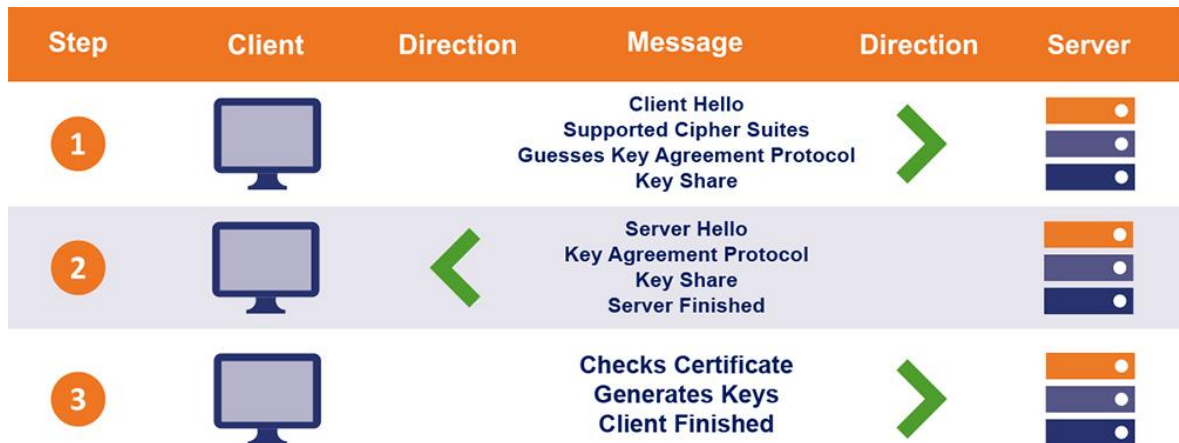 Step Client Direction Message Direction Server
1
Client Hello
Supported Cipher Suites
Guesses Key Agreement Protocol
Key Share
2
Server Hello
Key Agreement Protocol
Key Share
Server Finished
3
Checks Certificate
Generates Keys
Client Finished